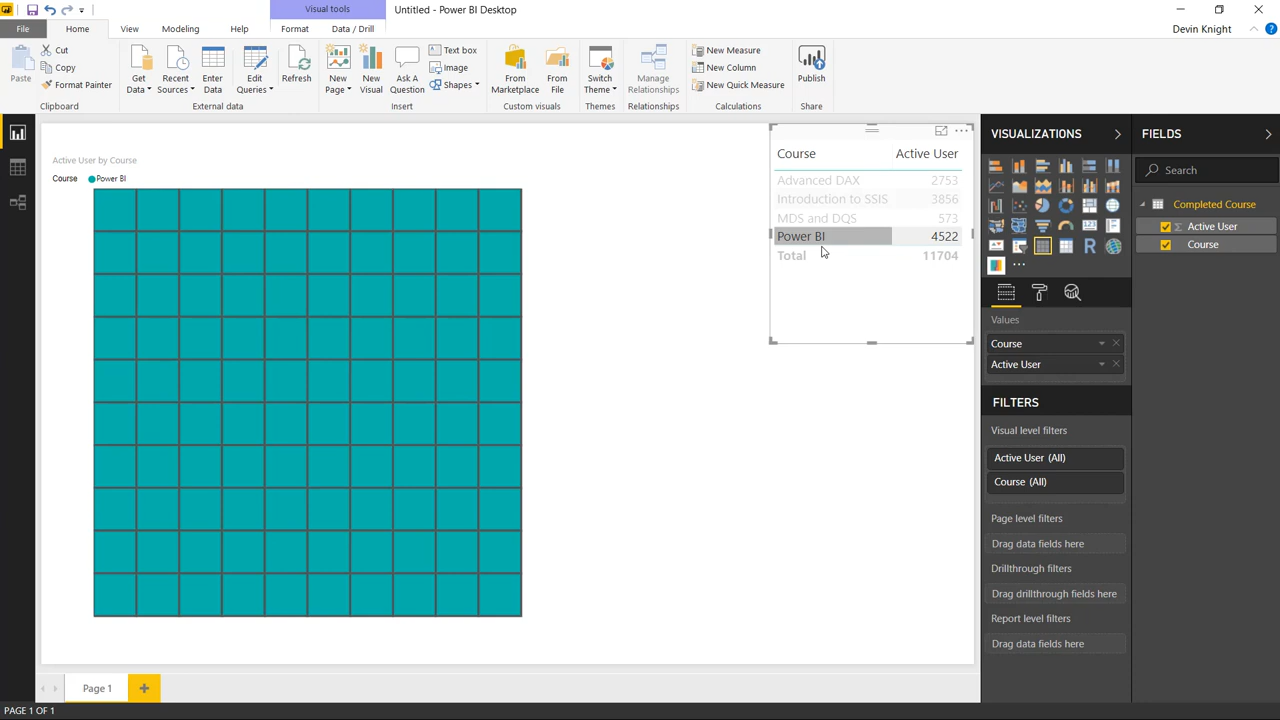 Visual tools
Untitled - Power BI Desktop
File
Home
View
Modeling
Help
Format
Data / Drill
Devin Knight
?
Paste
Cut
Copy
Format Painter
Clipboard
Get Data
Recent Sources
Enter Data
Edit Queries
Refresh
External data
New Page
New Visual
Ask A Question
Text box
Image
Shapes
Insert
From Marketplace
From File
Custom visuals
Switch Theme
Themes
Manage Relationships
Relationships
New Measure
New Column
New Quick Measure
Calculations
Publish
Share
Active User by Course
Course Power BI
Course Active User
Advanced DAX 2753
Introduction to SSIS 3856
MDS and DQS 573
Power BI 4522
Total 11704
VISUALIZATIONS
R
Values
Course
Active User
FILTERS
Visual level filters
Active User (All)
Course (All)
Page level filters
Drag data fields here
Drillthrough filters
Drag drillthrough fields here
Report level filters
Drag data fields here
FIELDS
Search
Completed Course
Σ Active User
Course
Page 1
PAGE 1 OF 1